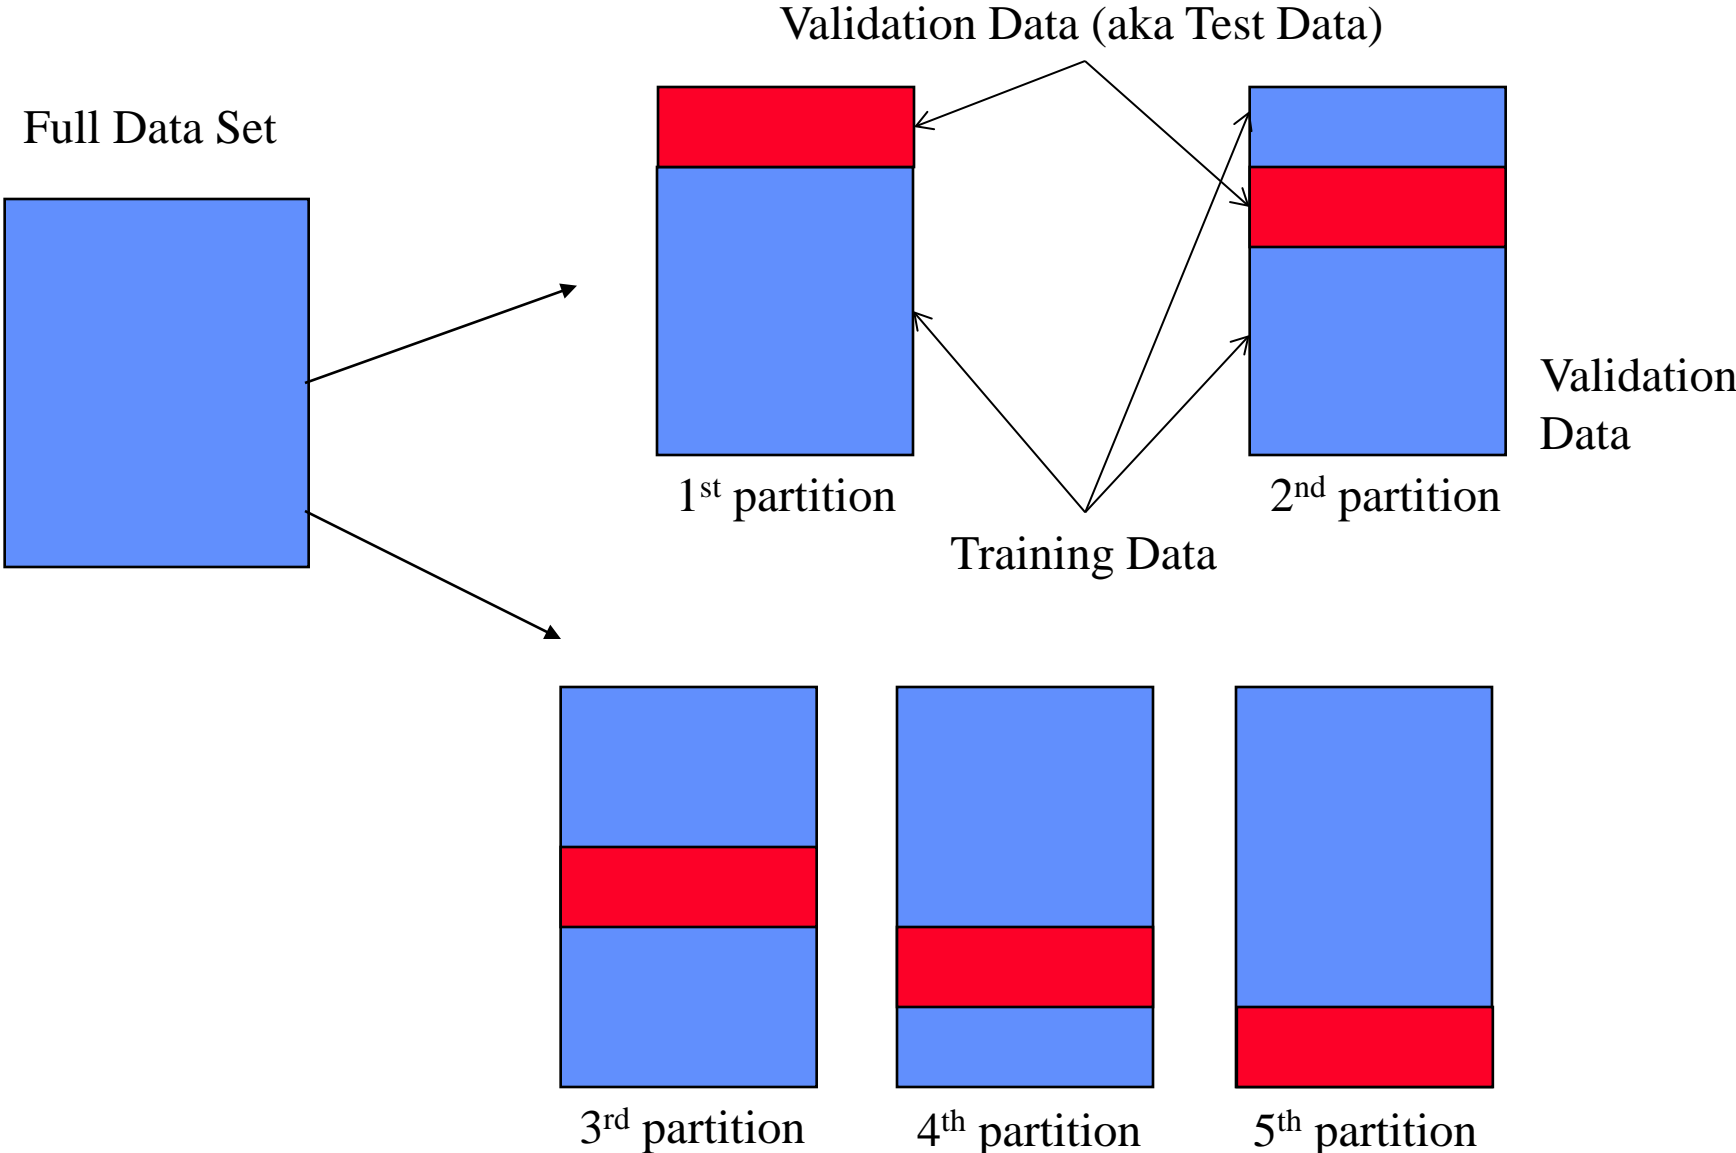 Validation Data (aka Test Data)
Full Data Set
Validation
Data
1st partition
2nd partition
Training Data
3rd partition
4th partition
5th partition